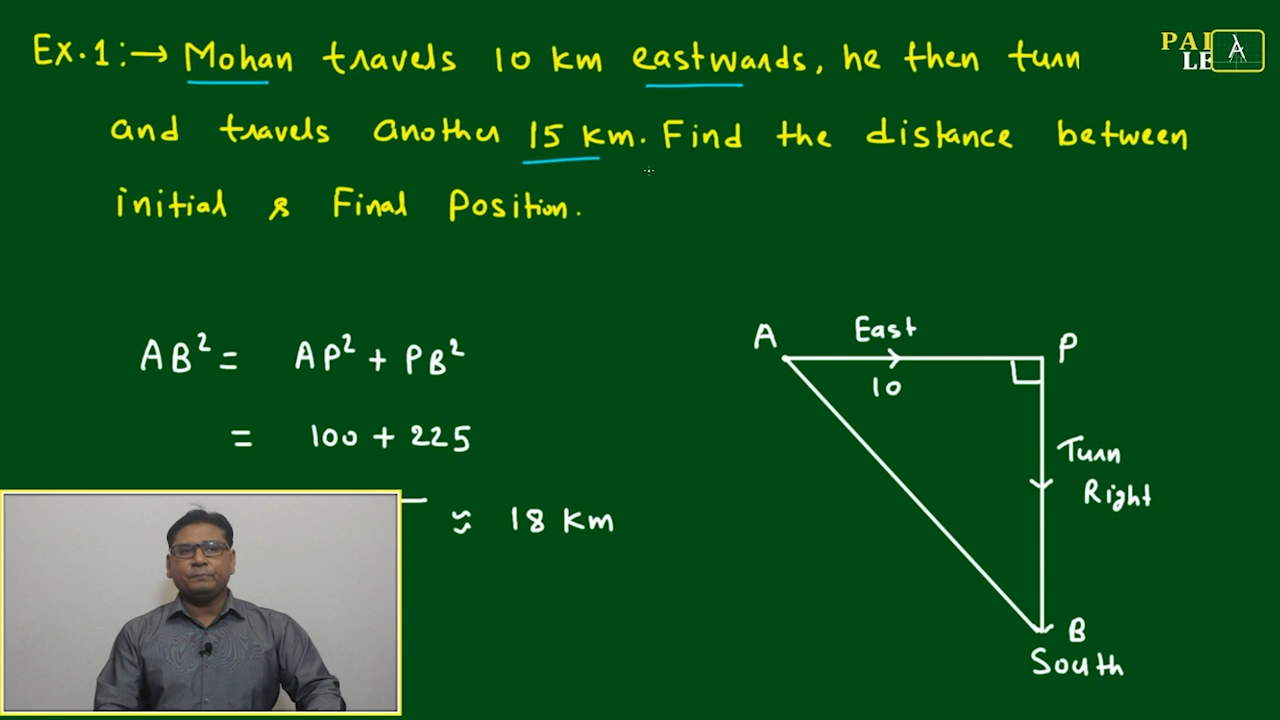 Ex.1:→ Mohan travels 10 km eastwards, he then turn
and travels another 15 km. Find the distance between
initial & Final Position.
AB² = AP² + PB²
= 100 + 225
≈ 18 Km
A
East
10
P
Turn
Right
B
South